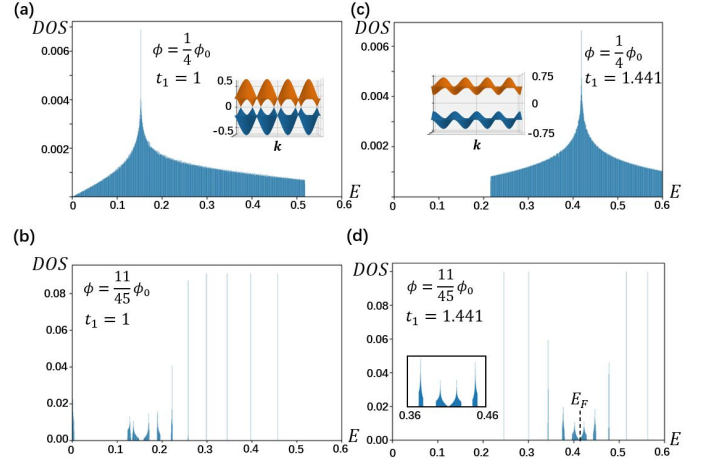 (a)
DOS
0.006
0.004
0.002
0
0.1
0.2
0.3
0.4
0.5
0.6
E
ϕ = 1/4 ϕ₀
t₁ = 1
0.5
0
-0.5
k
(c)
DOS
0.006
0.004
0.002
0
0.1
0.2
0.3
0.4
0.5
0.6
E
ϕ = 1/4 ϕ₀
t₁ = 1.441
0.75
0
-0.75
k
(b)
DOS
0.08
0.06
0.04
0.02
0.00
0
0.1
0.2
0.3
0.4
0.5
0.6
E
ϕ = 11/45 ϕ₀
t₁ = 1
(d)
DOS
0.08
0.06
0.04
0.02
0.00
0
0.1
0.2
0.3
0.4
0.5
0.6
E
ϕ = 11/45 ϕ₀
t₁ = 1.441
0.36
0.46
E_F